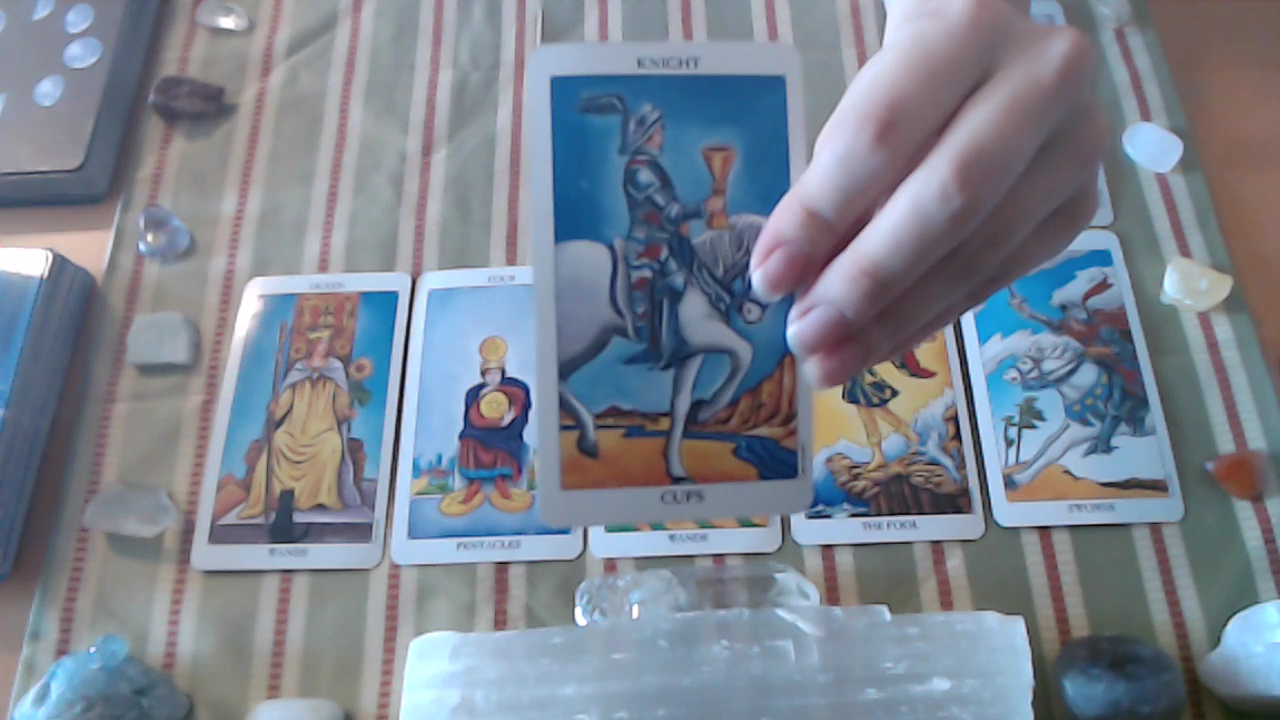 KNIGHT
CUPS
QUEEN
WANDS
FOUR
PENTACLES
WANDS
THE FOOL
SWORDS